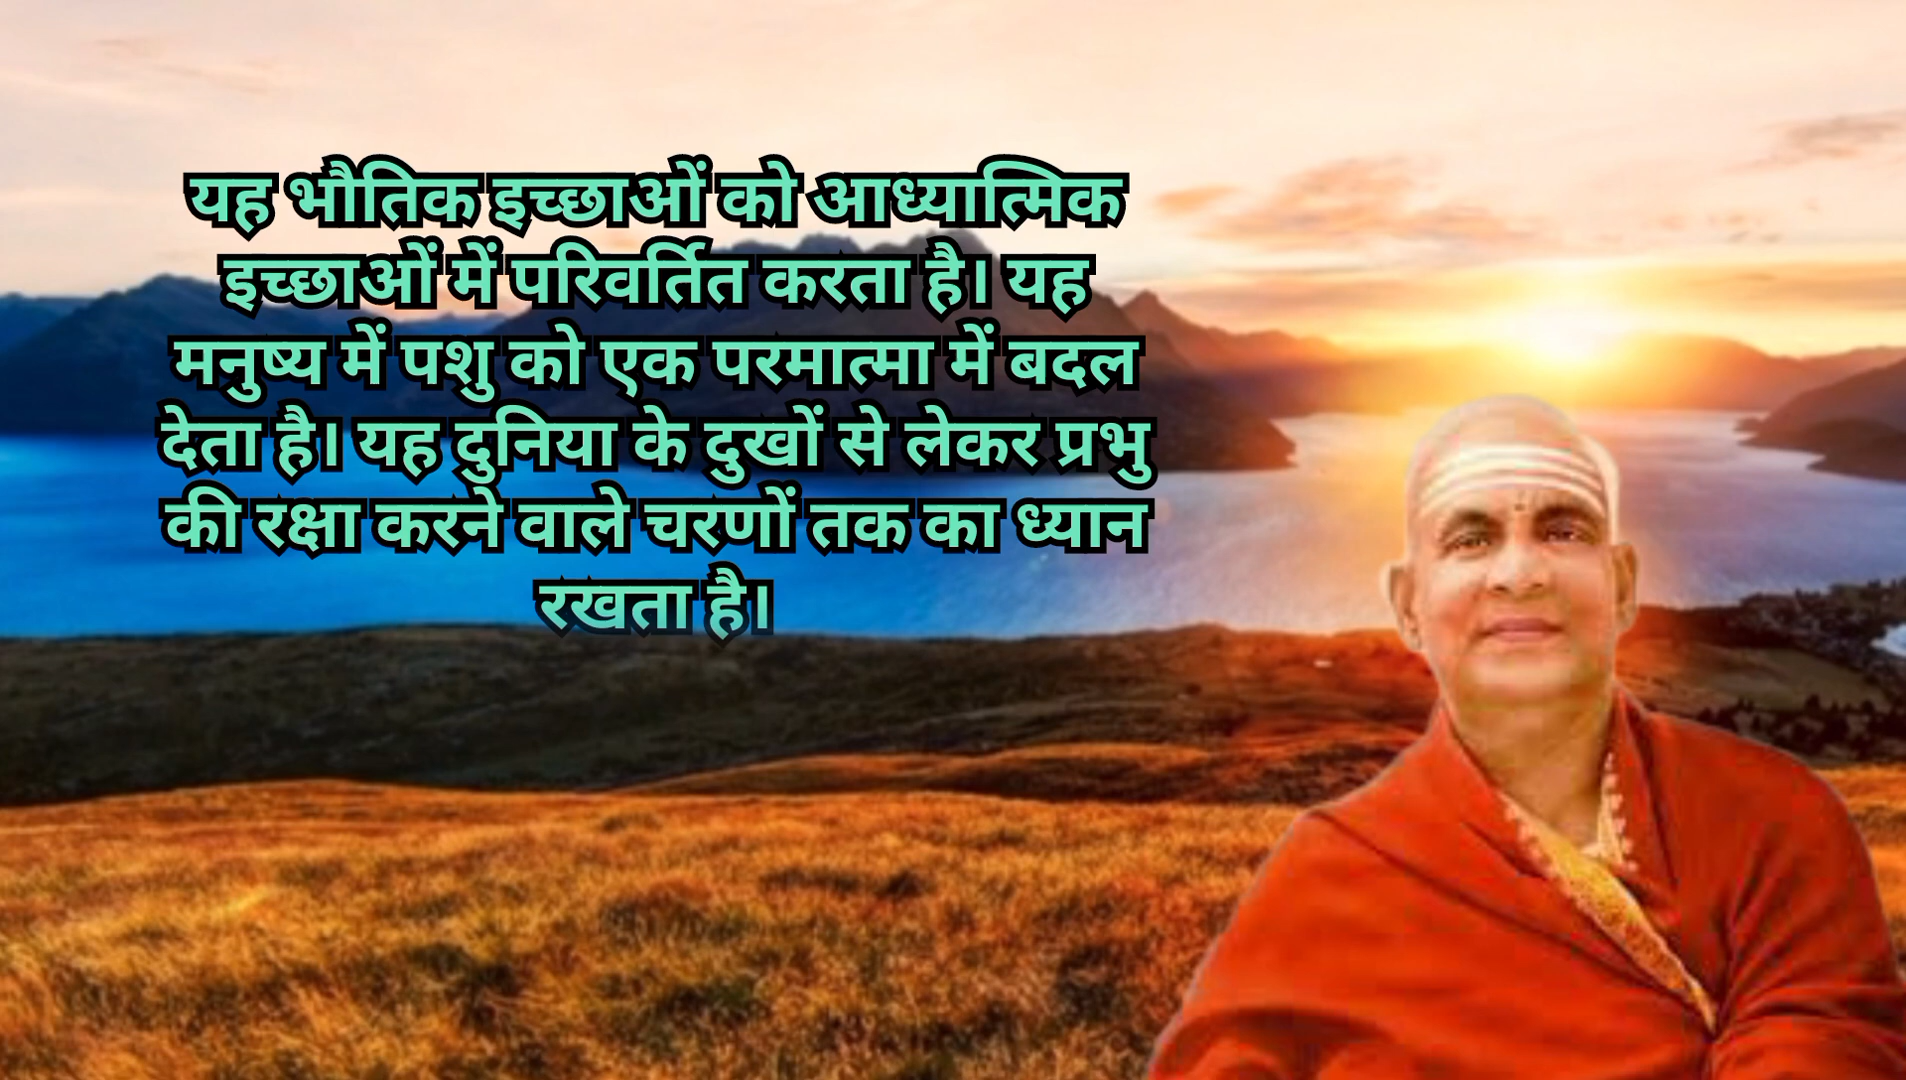 यह भौतिक इच्छाओं को आध्यात्मिक
इच्छाओं में परिवर्तित करता है। यह
मनुष्य में पशु को एक परमात्मा में बदल
देता है। यह दुनिया के दुखों से लेकर प्रभु
की रक्षा करने वाले चरणों तक का ध्यान
रखता है।